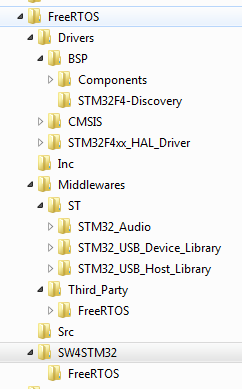 FreeRTOS
Drivers
BSP
Components
STM32F4-Discovery
CMSIS
STM32F4xx_HAL_Driver
Inc
Middlewares
ST
STM32_Audio
STM32_USB_Device_Library
STM32_USB_Host_Library
Third_Party
FreeRTOS
Src
SW4STM32
FreeRTOS